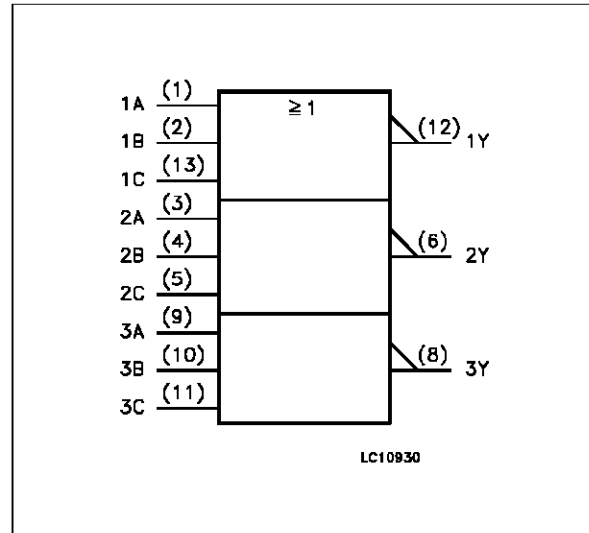 1A (1)
≥ 1
1B (2)
(12) 1Y
1C (13)
2A (3)
2B (4)
(6) 2Y
2C (5)
3A (9)
3B (10)
(8) 3Y
3C (11)
LC10930